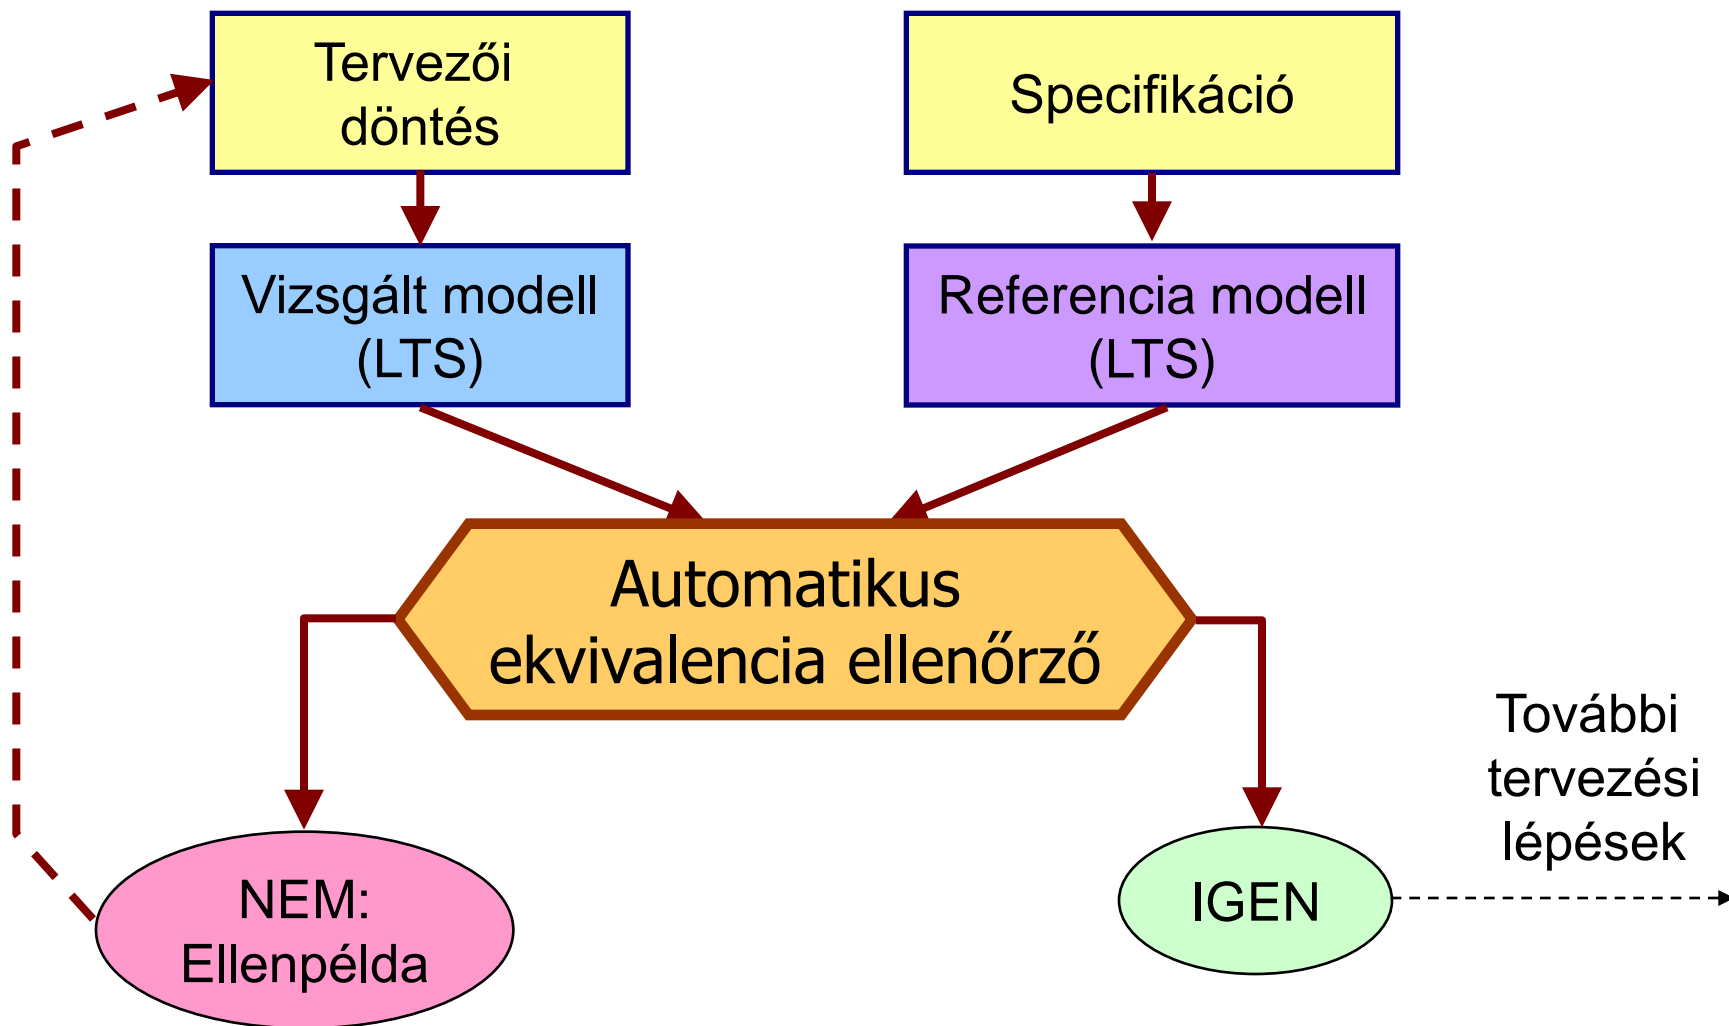 Tervezői
döntés
Specifikáció
Vizsgált modell
(LTS)
Referencia modell
(LTS)
Automatikus
ekvivalencia ellenőrző
További
tervezési
lépések
NEM:
Ellenpélda
IGEN